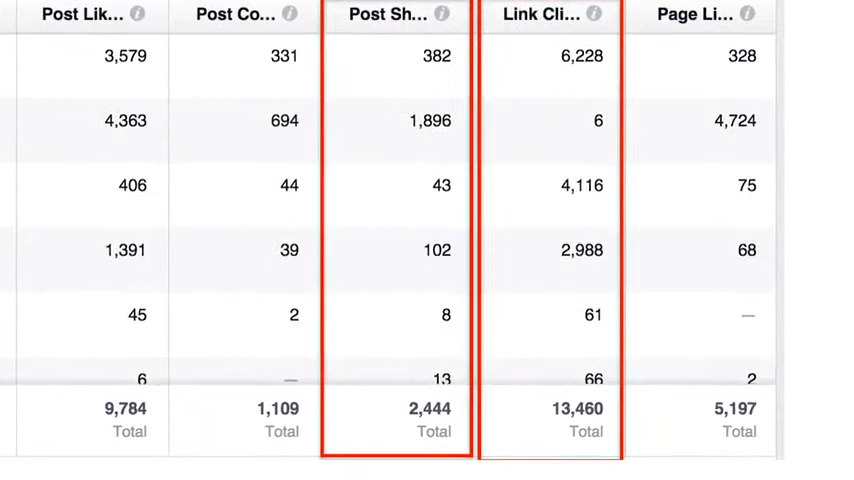 Post Lik... Post Co... Post Sh... Link Cli... Page Li...
3,579 331 382 6,228 328
4,363 694 1,896 6 4,724
406 44 43 4,116 75
1,391 39 102 2,988 68
45 2 8 61 —
6 — 13 66 2
9,784 1,109 2,444 13,460 5,197
Total Total Total Total Total